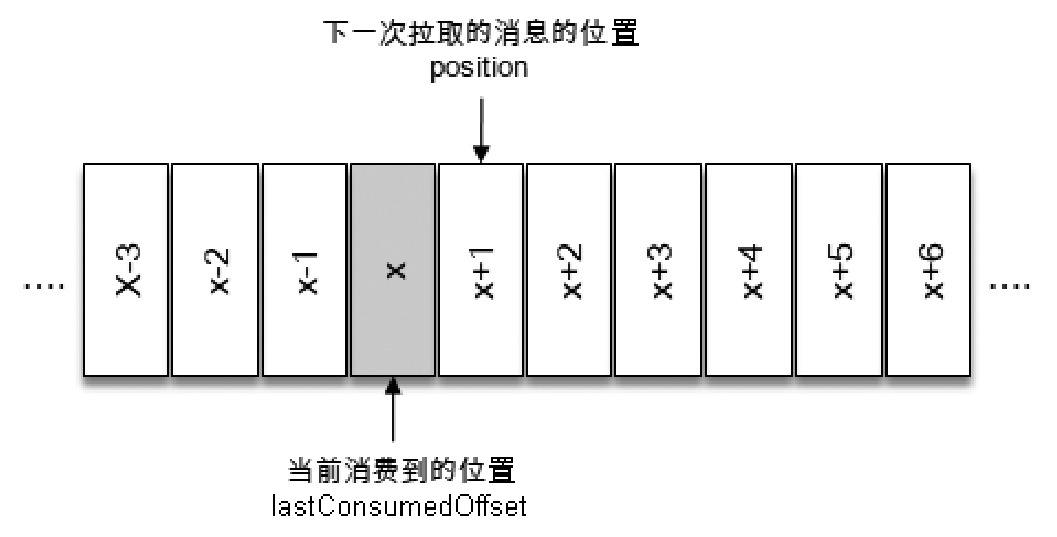 下一次拉取的消息的位置
position
.... X-3 x-2 x-1 x x+1 x+2 x+3 x+4 x+5 x+6 ....
当前消费到的位置
lastConsumedOffset